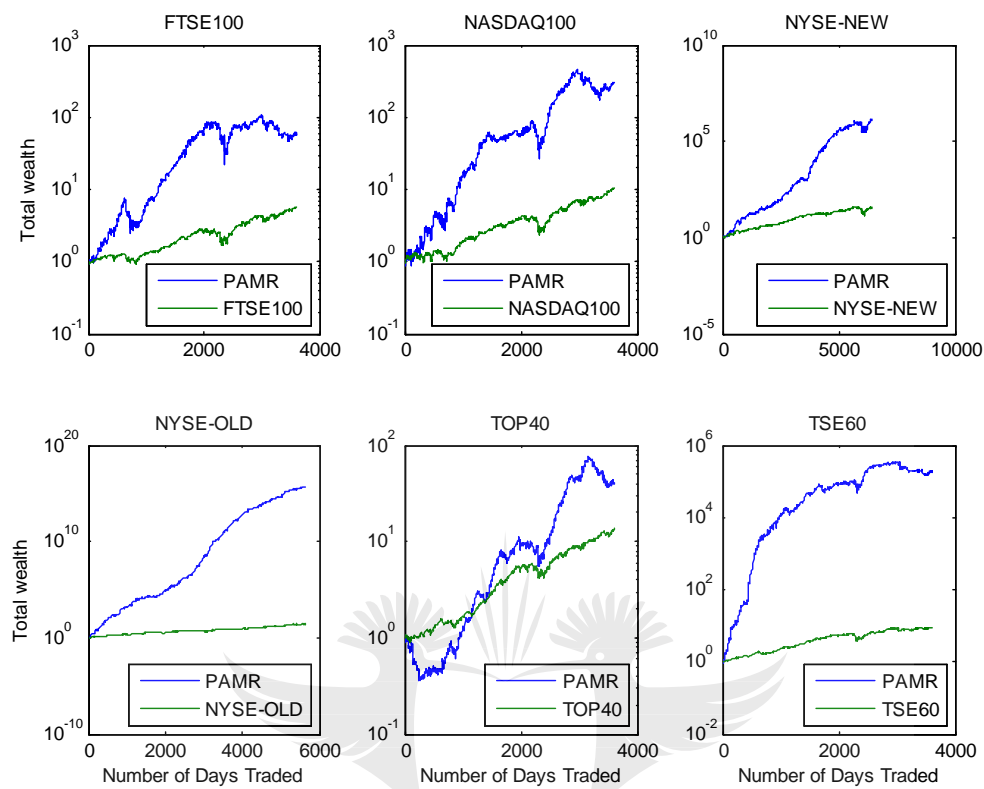 FTSE100
NASDAQ100
NYSE-NEW
Total wealth
10^3
10^2
10^1
10^0
10^-1
0
2000
4000
PAMR
FTSE100
10^3
10^2
10^1
10^0
10^-1
0
2000
4000
PAMR
NASDAQ100
10^10
10^5
10^0
10^-5
0
5000
10000
PAMR
NYSE-NEW
NYSE-OLD
TOP40
TSE60
Total wealth
10^20
10^10
10^0
10^-10
0
2000
4000
6000
Number of Days Traded
PAMR
NYSE-OLD
10^2
10^1
10^0
10^-1
0
2000
4000
Number of Days Traded
PAMR
TOP40
10^6
10^4
10^2
10^0
10^-2
0
2000
4000
Number of Days Traded
PAMR
TSE60